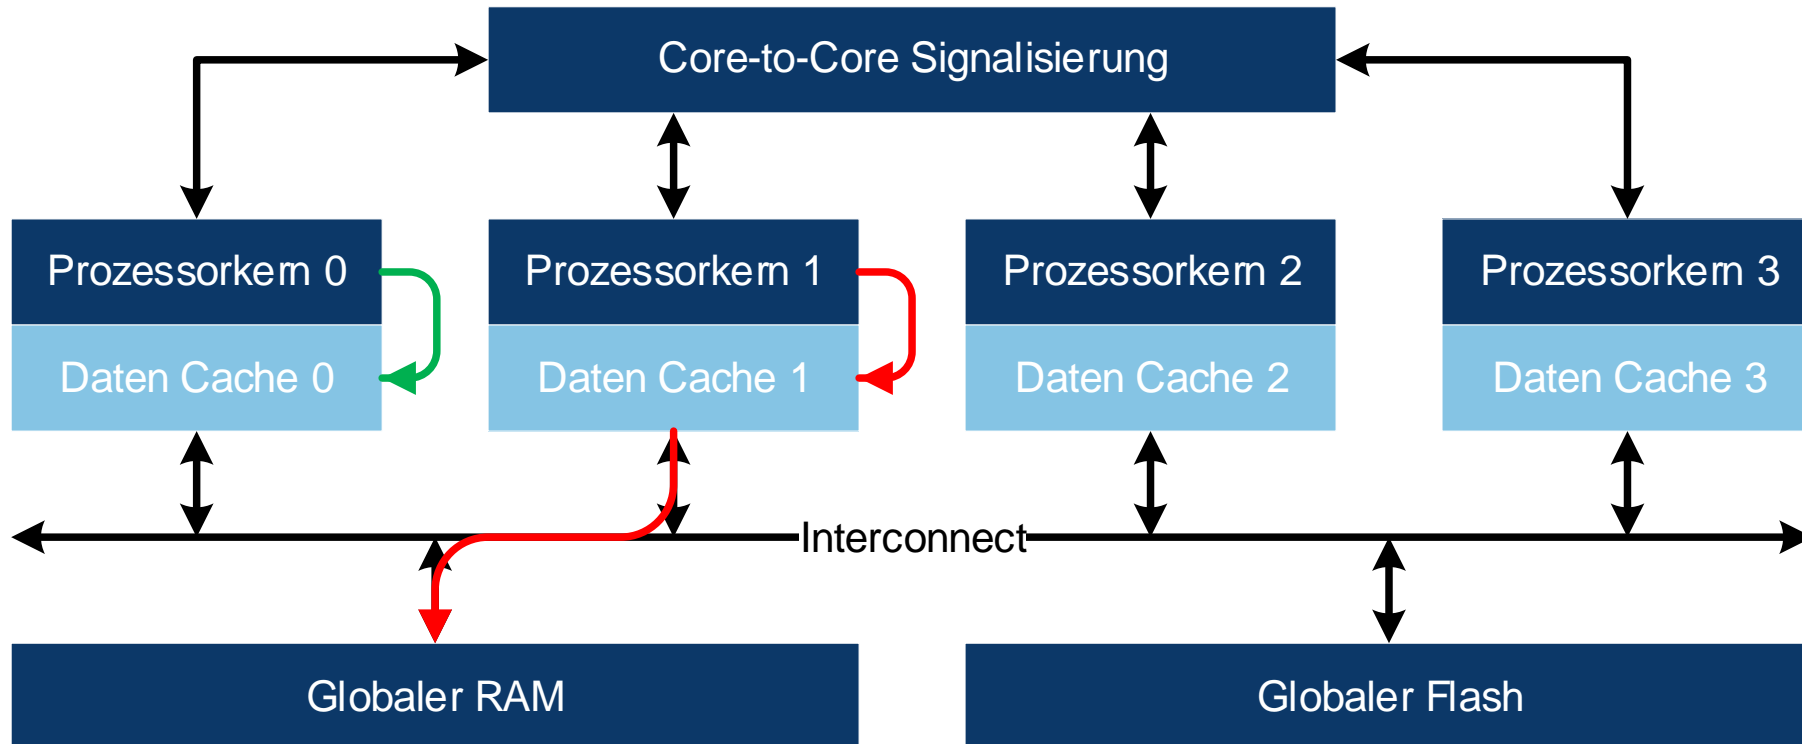 Core-to-Core Signalisierung
Prozessorkern 0
Prozessorkern 1
Prozessorkern 2
Prozessorkern 3
Daten Cache 0
Daten Cache 1
Daten Cache 2
Daten Cache 3
Interconnect
Globaler RAM
Globaler Flash